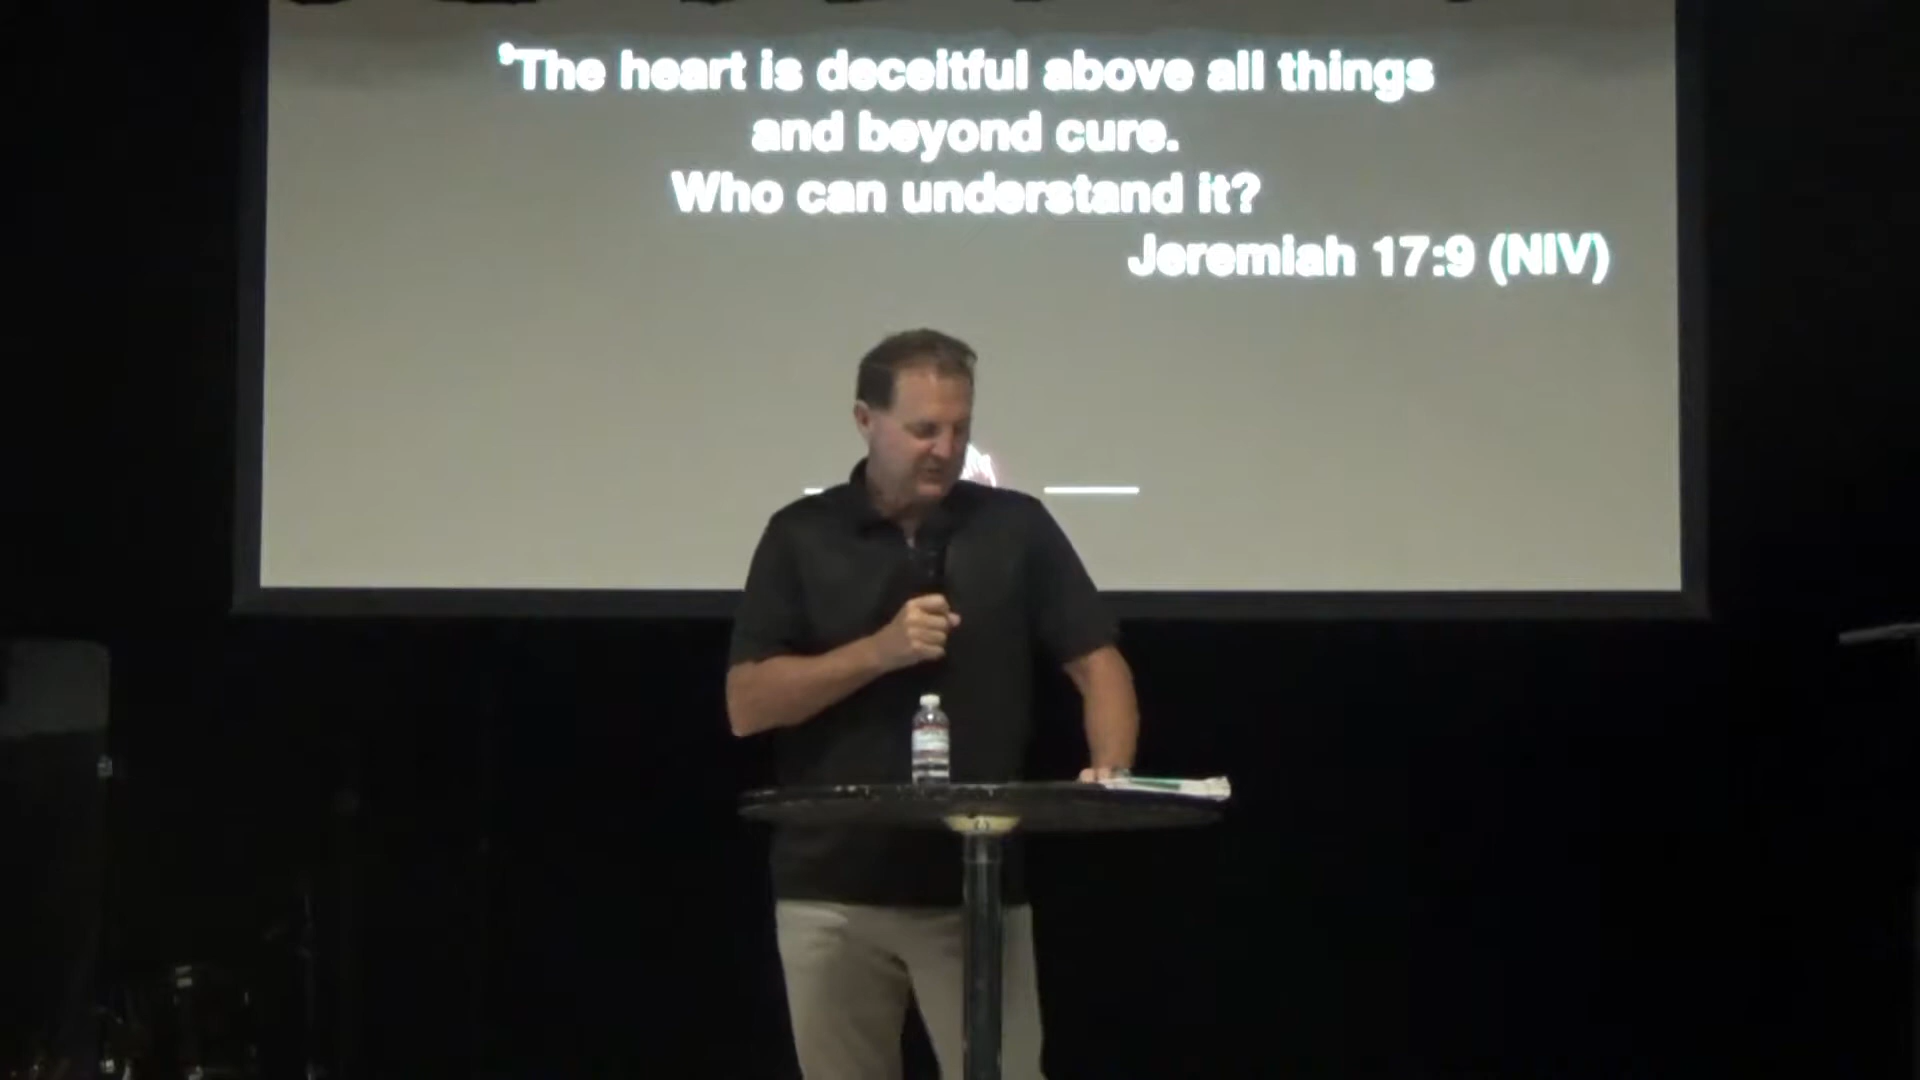 ⁹The heart is deceitful above all things
and beyond cure.
Who can understand it?
Jeremiah 17:9 (NIV)